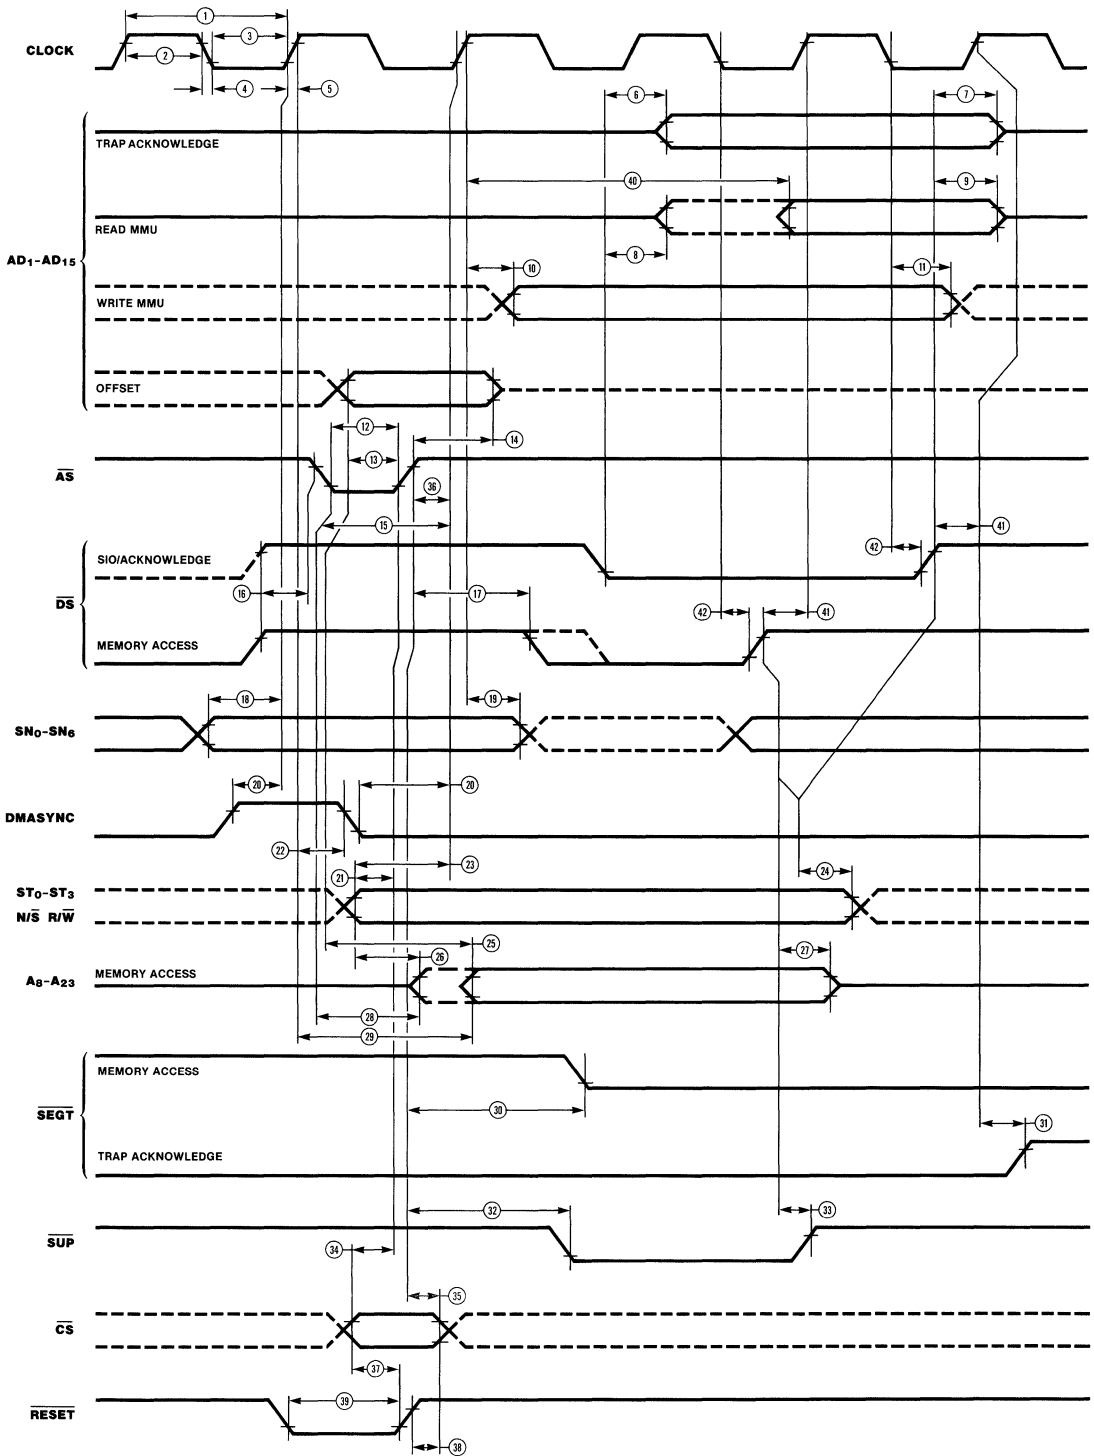 1
CLOCK
3
2
4
5
6
7
TRAP ACKNOWLEDGE
40
9
READ MMU
8
AD1-AD15
10
11
WRITE MMU
OFFSET
12
14
13
AS
36
15
41
42
SIO/ACKNOWLEDGE
16
17
DS
42
41
MEMORY ACCESS
18
19
SN0-SN6
20
20
DMASYNC
22
23
21
24
ST0-ST3
N/S R/W
25
26
27
MEMORY ACCESS
A8-A23
28
29
MEMORY ACCESS
30
SEGT
31
TRAP ACKNOWLEDGE
32
33
SUP
34
35
CS
37
39
RESET
38